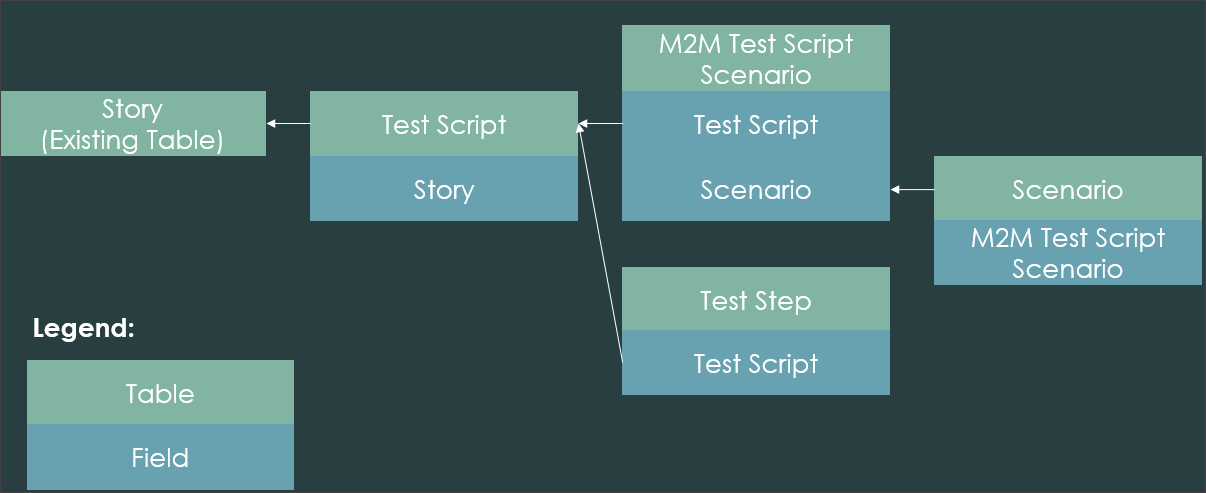 Story
(Existing Table)
Test Script
Story
M2M Test Script
Scenario
Test Script
Scenario
Test Step
Test Script
Scenario
M2M Test Script
Scenario
Legend:
Table
Field